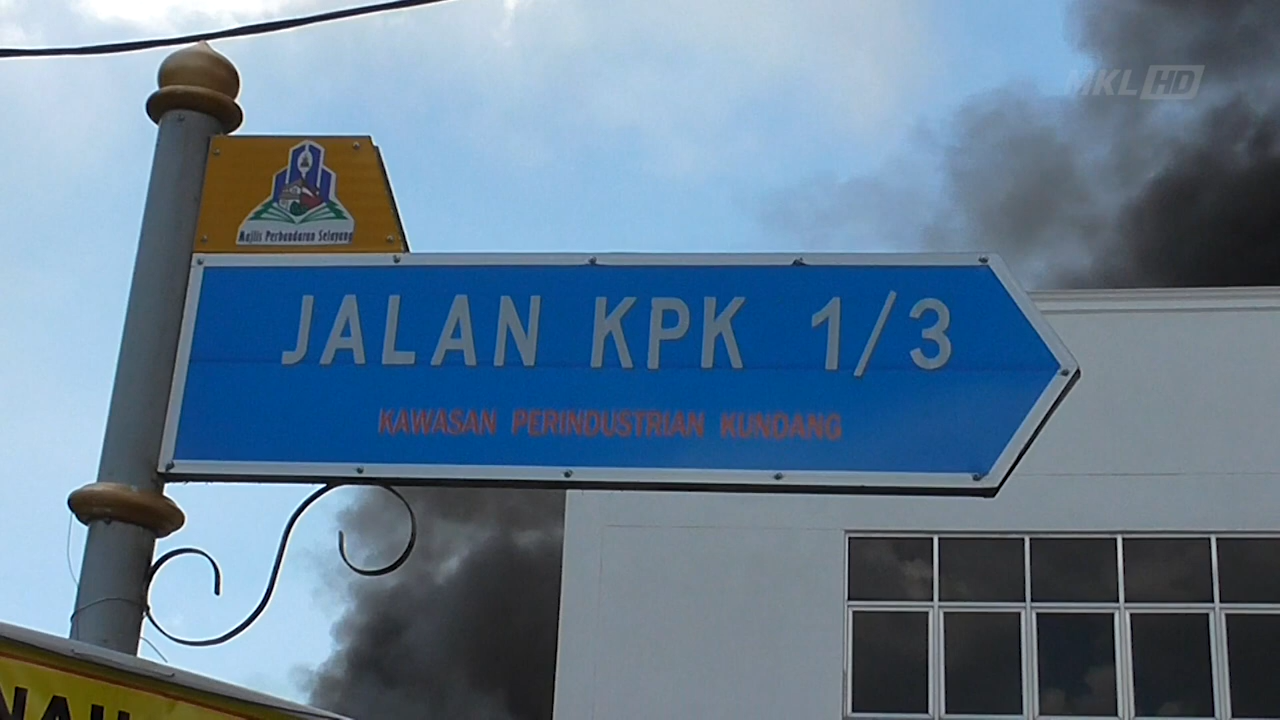 MKL HD
Majlis Perbandaran Selayang
JALAN KPK 1/3
KAWASAN PERINDUSTRIAN KUNDANG